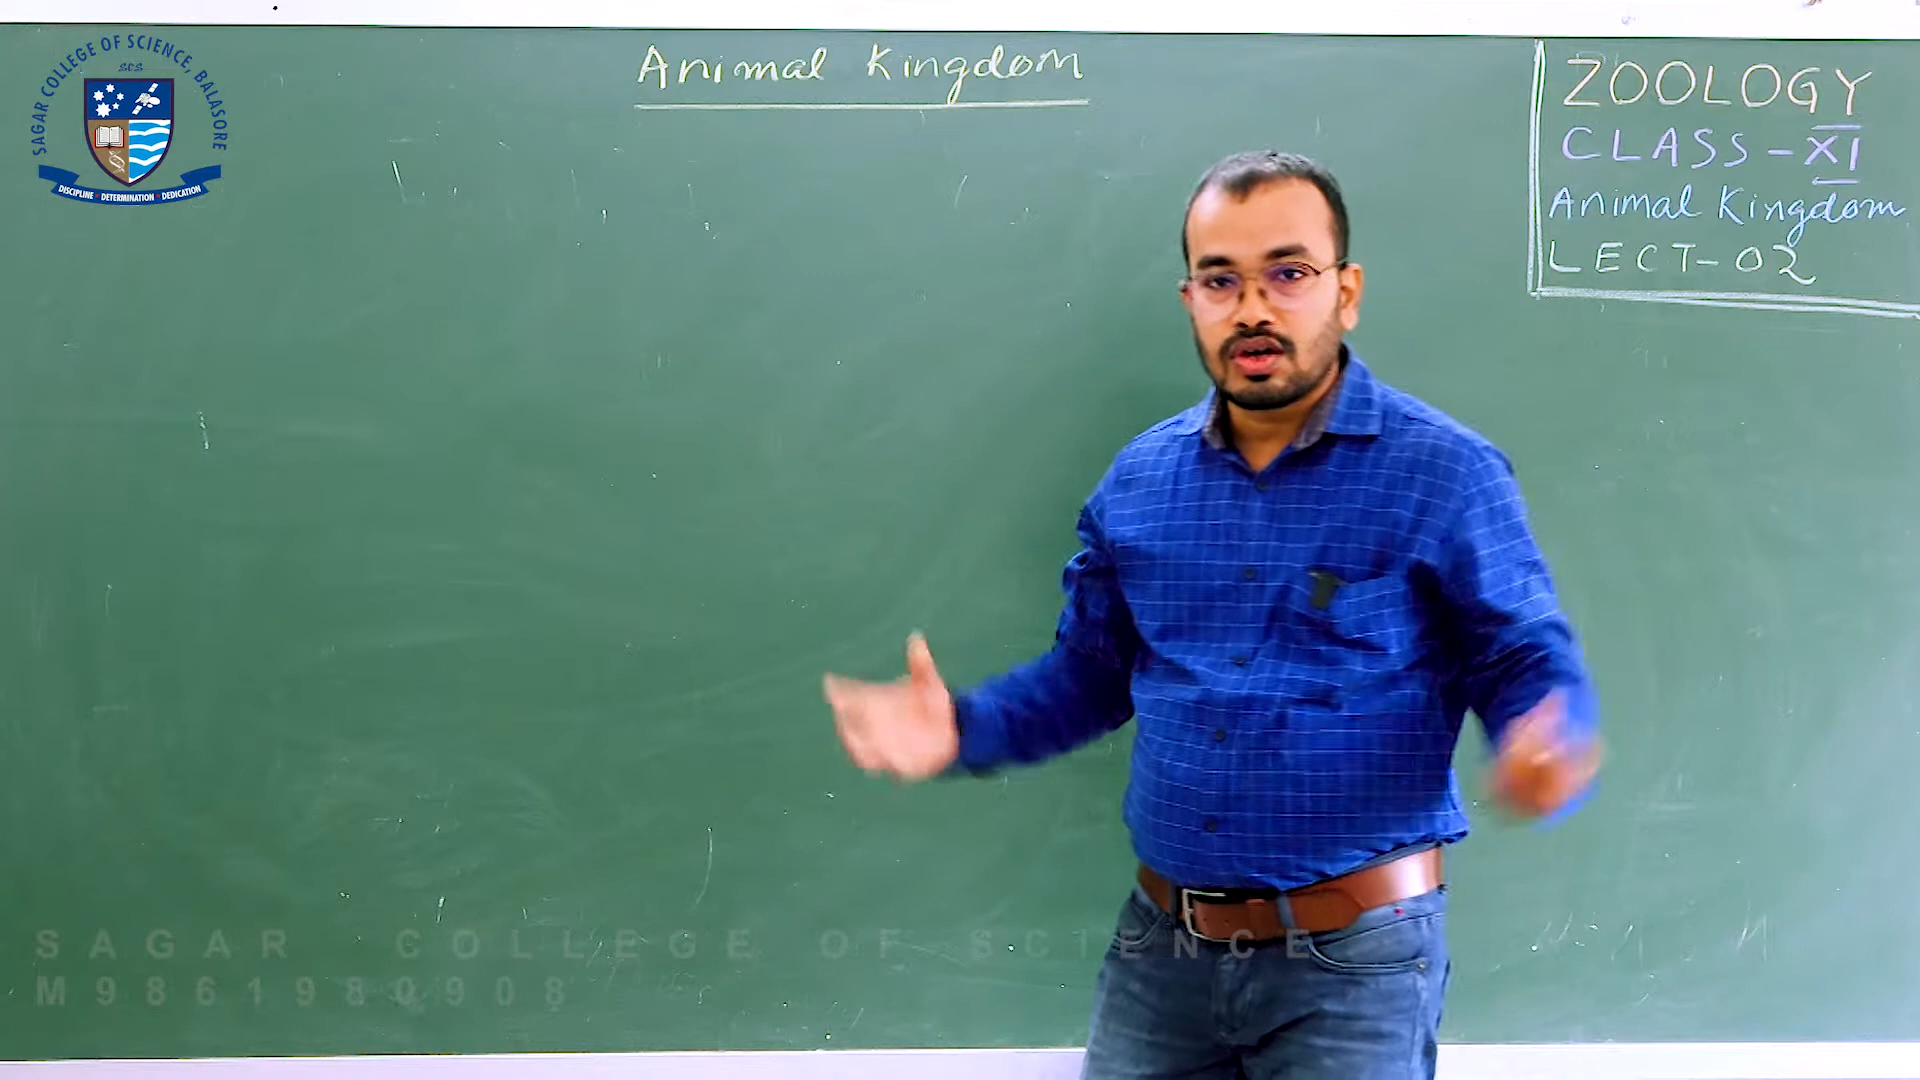 SAGAR COLLEGE OF SCIENCE, BALASORE
SCS
DISCIPLINE DETERMINATION DEDICATION
Animal Kingdom
ZOOLOGY
CLASS - XI
Animal Kingdom
LECT-02
SAGAR COLLEGE OF SCIENCE
M9861980908